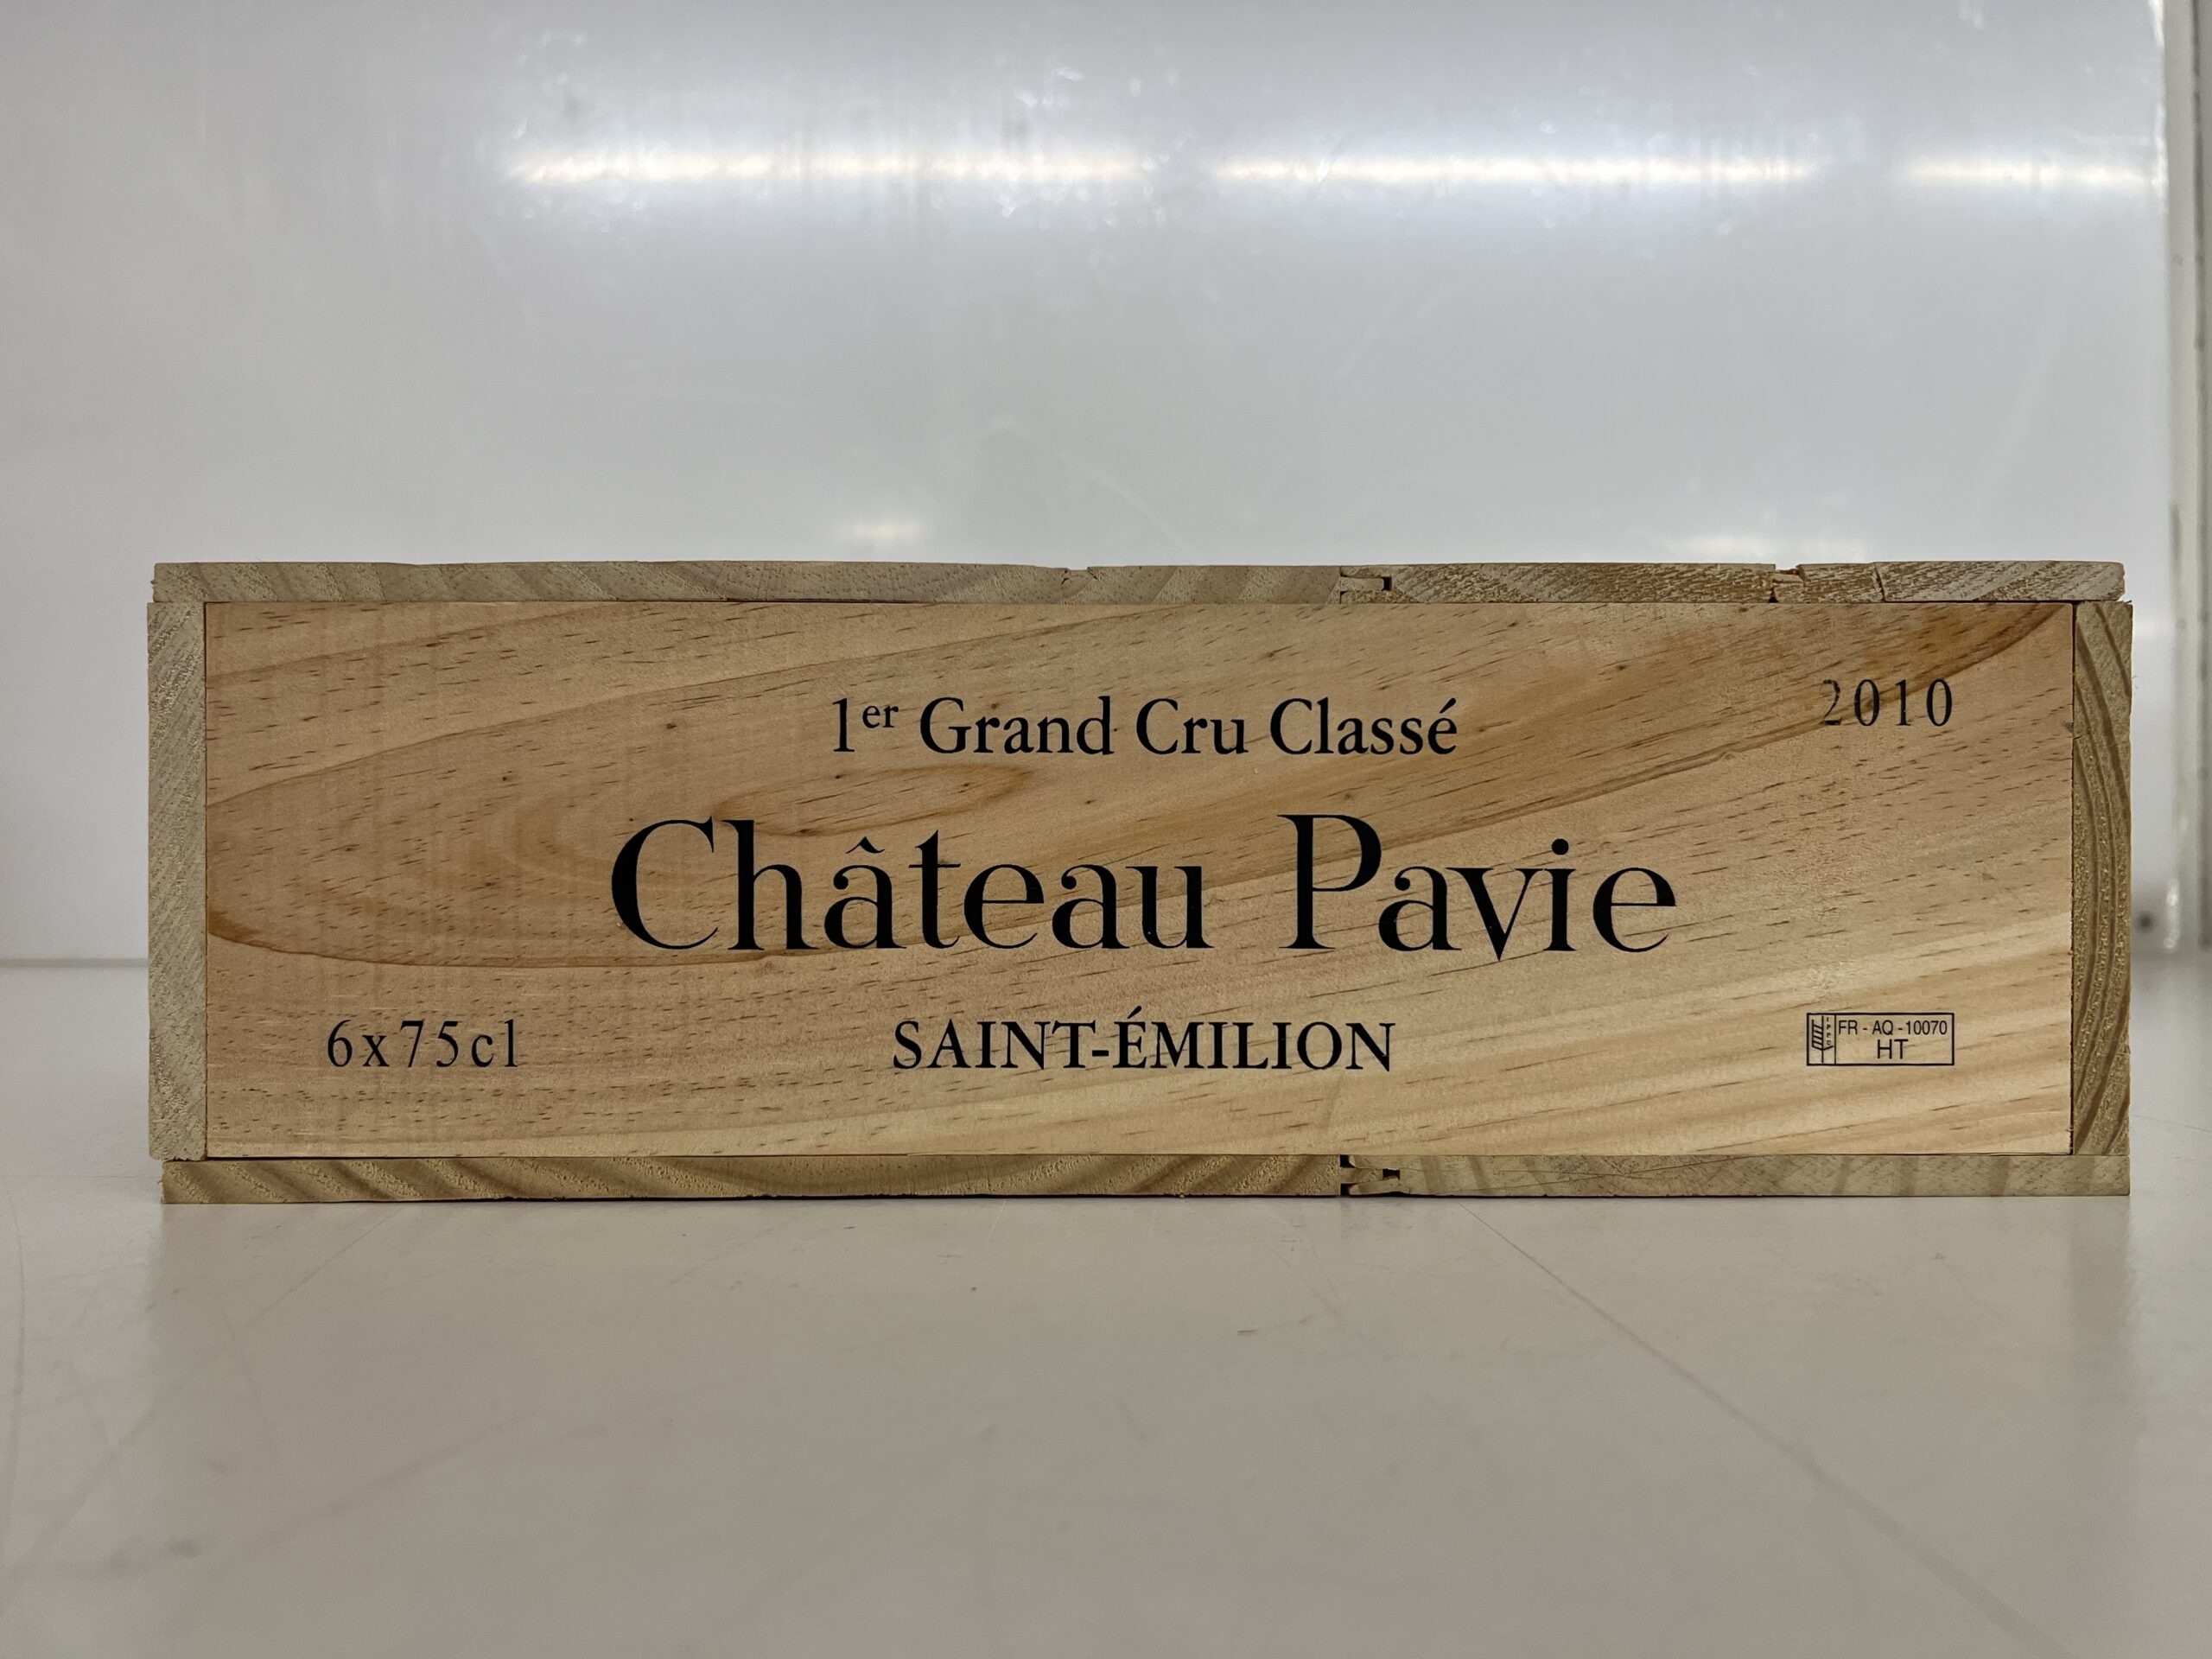 1er Grand Cru Classé
2010
Château Pavie
6x75cl
SAINT-ÉMILION
FR - AQ -10070
HT